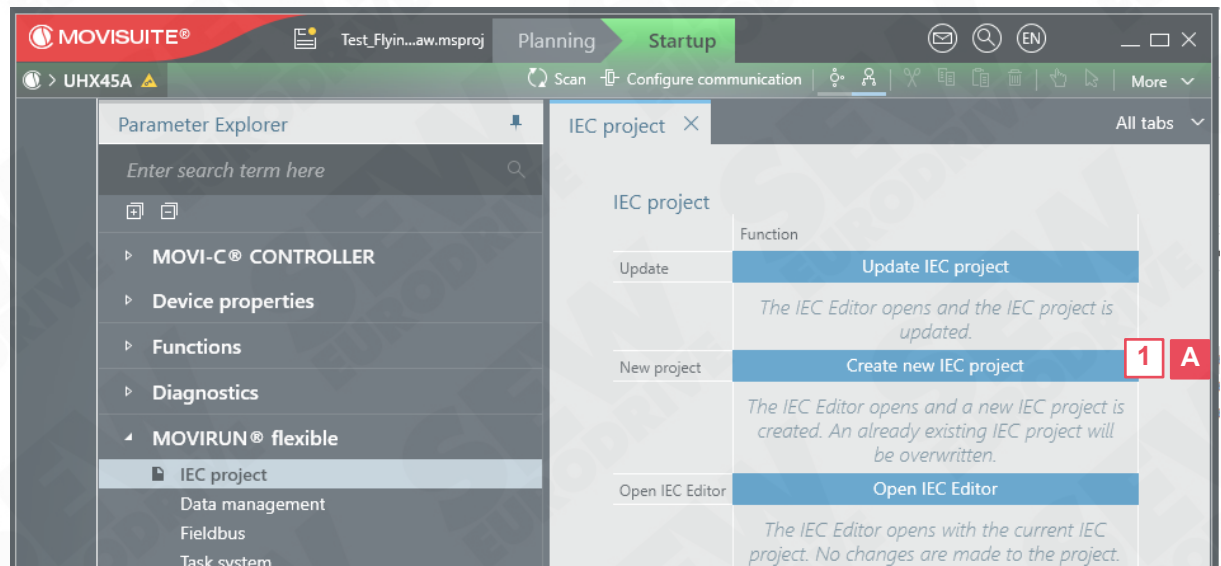 MOVISUITE®
Test_Flyin...aw.msproj
Planning
Startup
EN
> UHX45A
Scan
Configure communication
More
Parameter Explorer
IEC project
All tabs
Enter search term here
MOVI-C® CONTROLLER
Device properties
Functions
Diagnostics
MOVIRUN® flexible
IEC project
Data management
Fieldbus
Task system
IEC project
Function
Update
Update IEC project
The IEC Editor opens and the IEC project is
updated.
New project
Create new IEC project
1 A
The IEC Editor opens and a new IEC project is
created. An already existing IEC project will
be overwritten.
Open IEC Editor
Open IEC Editor
The IEC Editor opens with the current IEC
project. No changes are made to the project.
SEW
EURODRIVE